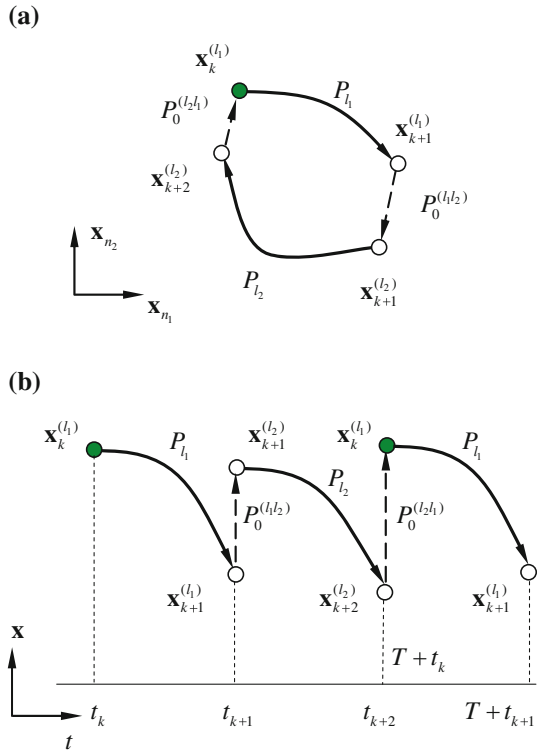 (a)
x_k^{(l_1)}
P_{l_1}
P_0^{(l_2 l_1)}
x_{k+1}^{(l_1)}
x_{k+2}^{(l_2)}
P_0^{(l_1 l_2)}
x_{n_2}
P_{l_2}
x_{k+1}^{(l_2)}
x_{n_1}
(b)
x_k^{(l_1)}
P_{l_1}
x_{k+1}^{(l_2)}
x_k^{(l_1)}
P_{l_1}
P_{l_2}
P_0^{(l_1 l_2)}
P_0^{(l_2 l_1)}
x_{k+1}^{(l_1)}
x_{k+2}^{(l_2)}
x_{k+1}^{(l_1)}
x
T + t_k
t_k
t_{k+1}
t_{k+2}
T + t_{k+1}
t